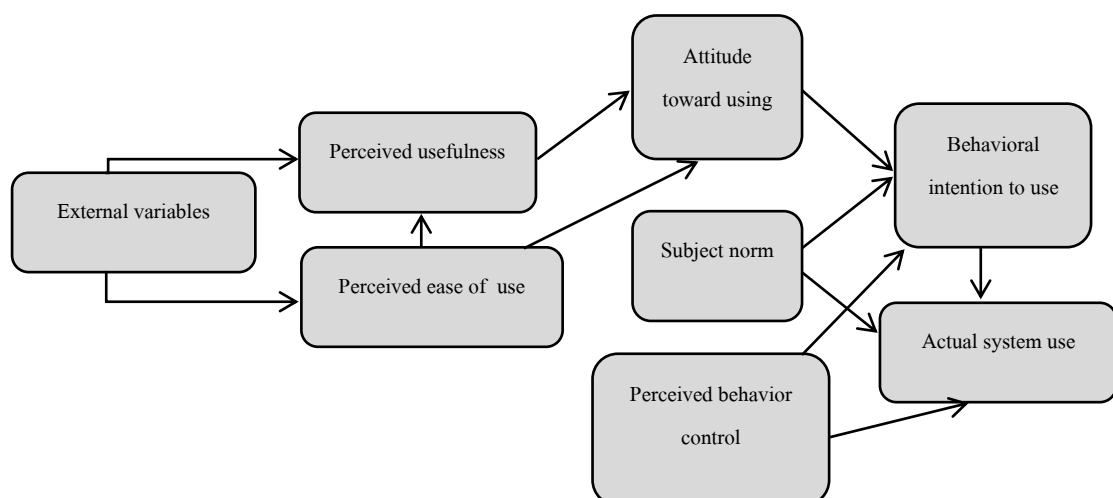 Attitude
toward using
Perceived usefulness
Behavioral
intention to use
External variables
Subject norm
Perceived ease of  use
Actual system use
Perceived behavior
control